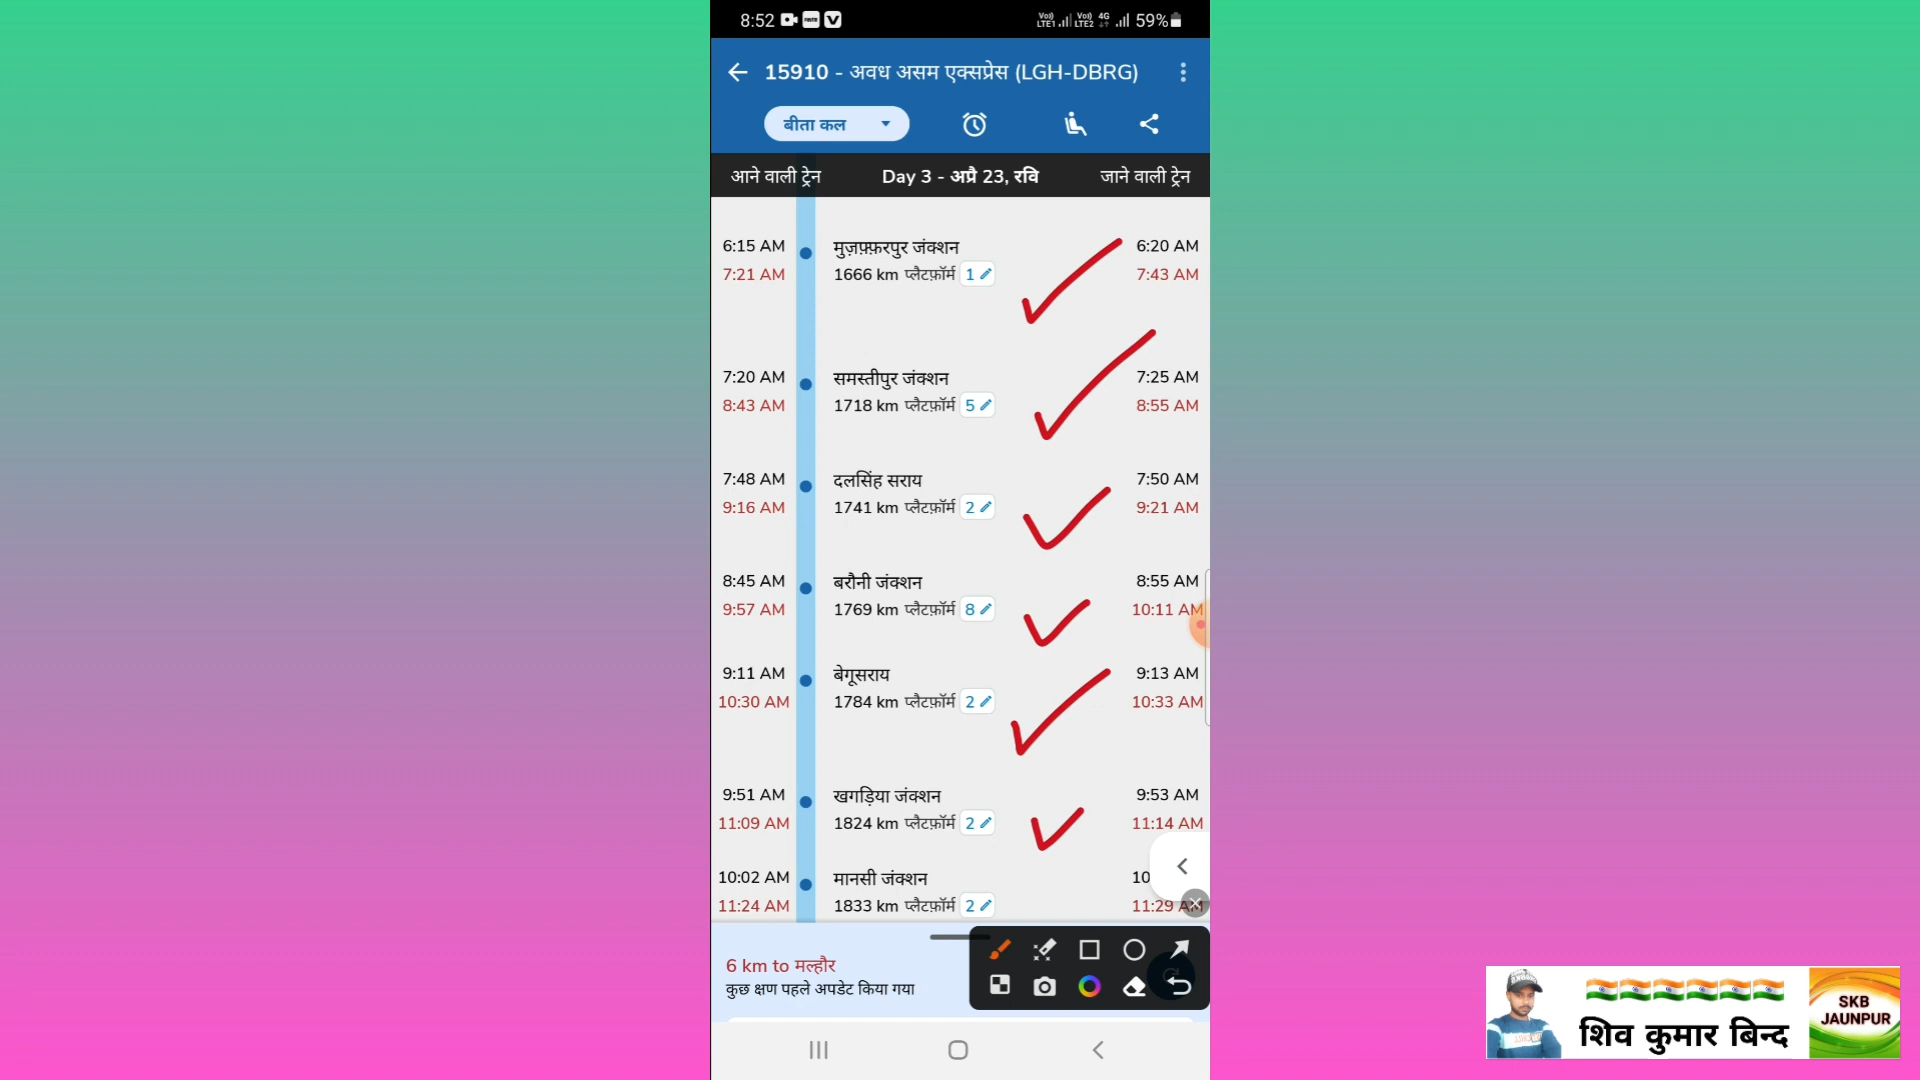 8:52 59%
Vo) LTE1 Vo) LTE2 4G
15910 - अवध असम एक्सप्रेस (LGH-DBRG)
बीता कल
आने वाली ट्रेन Day 3 - अप्रै 23, रवि जाने वाली ट्रेन
6:15 AM मुज़फ़्फ़रपुर जंक्शन 6:20 AM
7:21 AM 1666 km प्लैटफ़ॉर्म 1 7:43 AM
7:20 AM समस्तीपुर जंक्शन 7:25 AM
8:43 AM 1718 km प्लैटफ़ॉर्म 5 8:55 AM
7:48 AM दलसिंह सराय 7:50 AM
9:16 AM 1741 km प्लैटफ़ॉर्म 2 9:21 AM
8:45 AM बरौनी जंक्शन 8:55 AM
9:57 AM 1769 km प्लैटफ़ॉर्म 8 10:11 AM
9:11 AM बेगूसराय 9:13 AM
10:30 AM 1784 km प्लैटफ़ॉर्म 2 10:33 AM
9:51 AM खगड़िया जंक्शन 9:53 AM
11:09 AM 1824 km प्लैटफ़ॉर्म 2 11:14 AM
10:02 AM मानसी जंक्शन 10
11:24 AM 1833 km प्लैटफ़ॉर्म 2 11:29 AM
6 km to मल्हौर
कुछ क्षण पहले अपडेट किया गया
शिव कुमार बिन्द
SKB
JAUNPUR